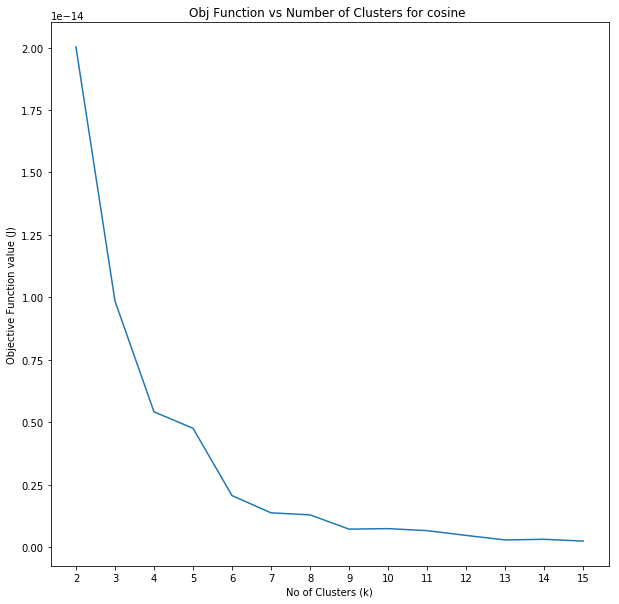 Obj Function vs Number of Clusters for cosine
1e−14
2.00
1.75
1.50
1.25
1.00
0.75
0.50
0.25
0.00
Objective Function value (J)
2 3 4 5 6 7 8 9 10 11 12 13 14 15
No of Clusters (k)